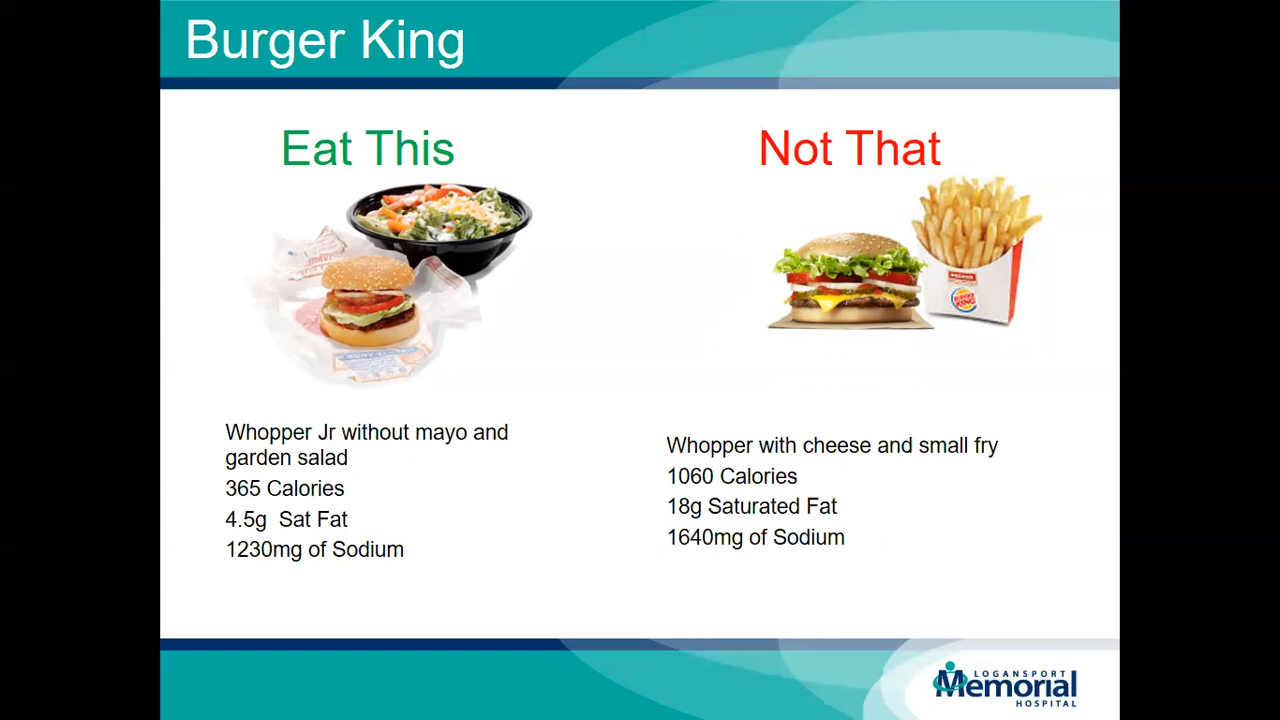 Burger King
Eat This
Not That
BURGER
KING
Whopper Jr without mayo and
garden salad
365 Calories
4.5g  Sat Fat
1230mg of Sodium
Whopper with cheese and small fry
1060 Calories
18g Saturated Fat
1640mg of Sodium
LOGANSPORT
Memorial
HOSPITAL